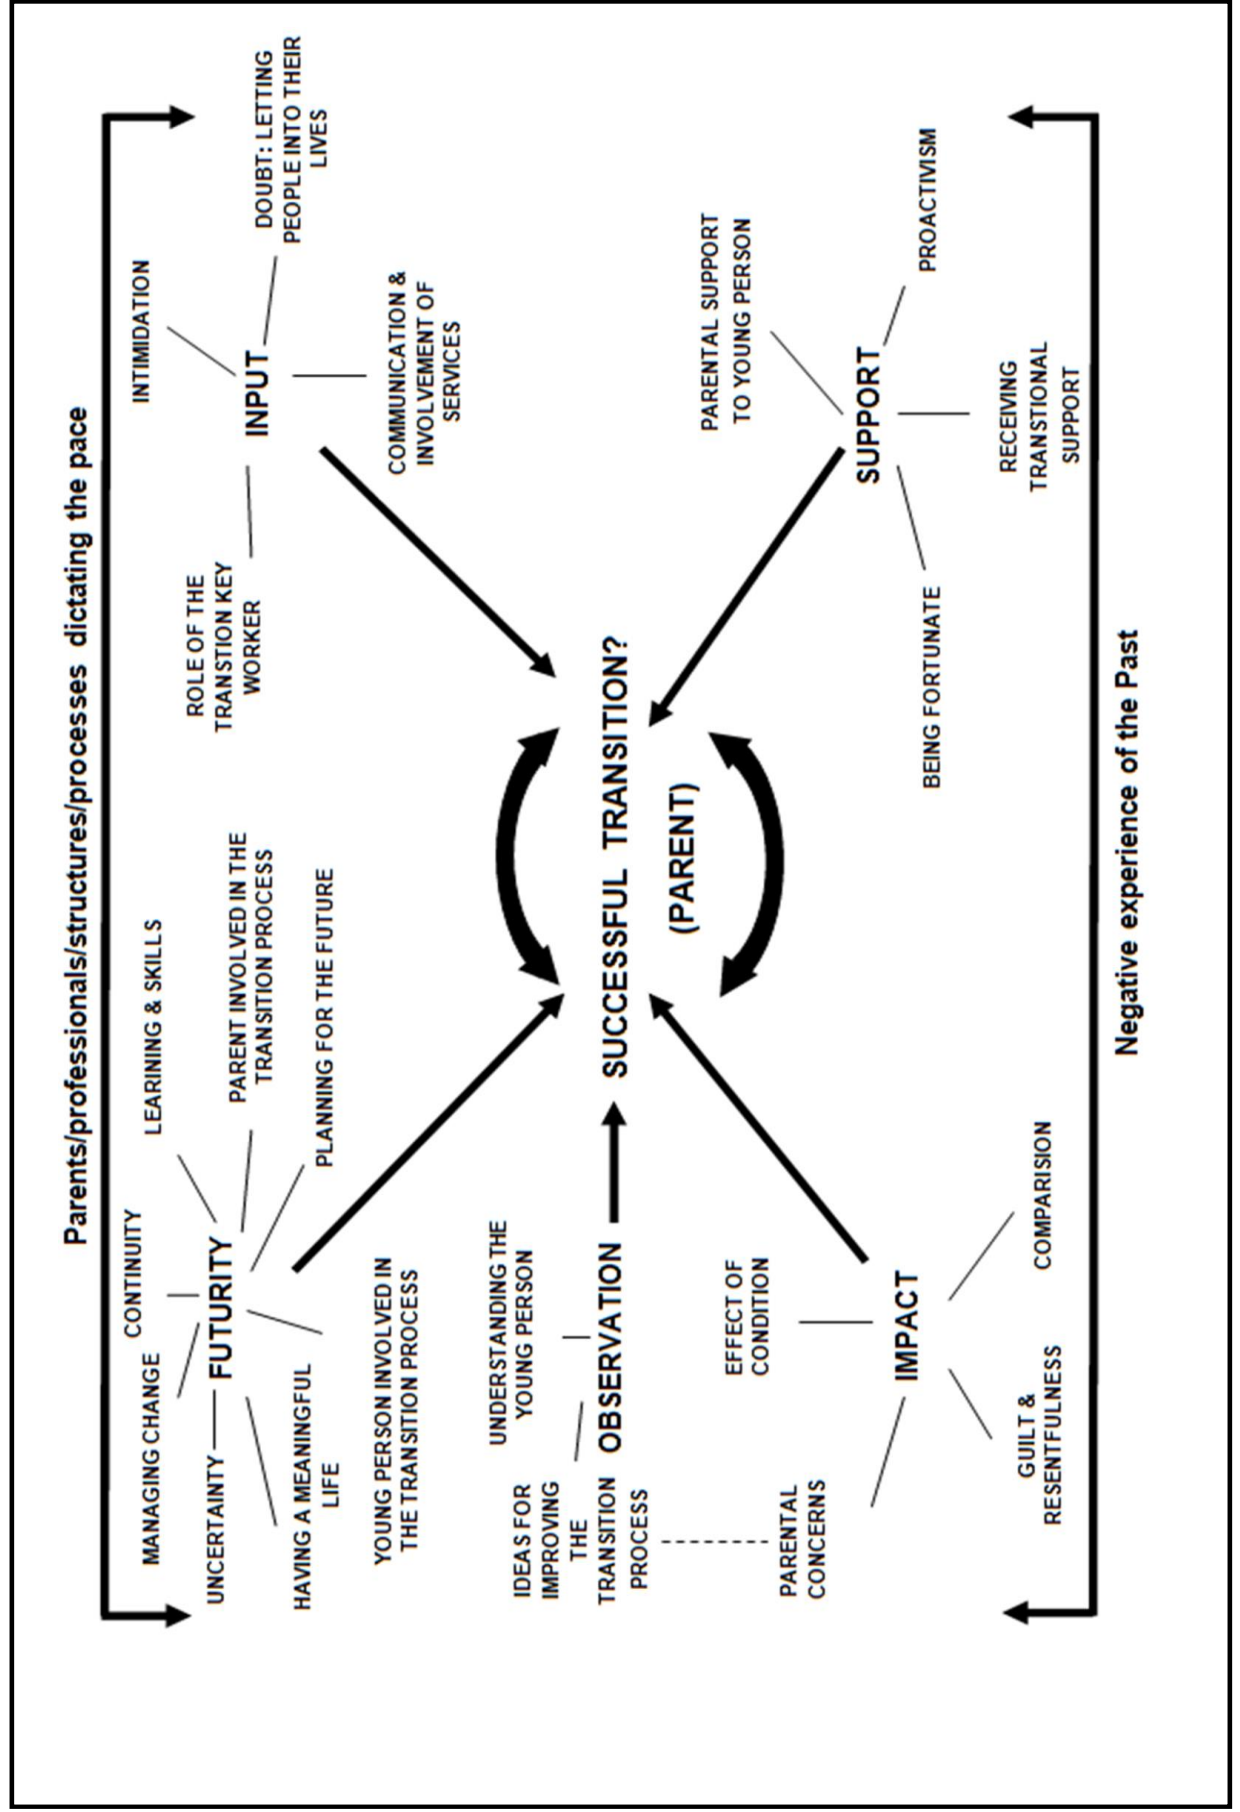 Parents/professionals/structures/processes dictating the pace
CONTINUITY
LEARINING & SKILLS
MANAGING CHANGE
PARENT INVOLVED IN THE
TRANSITION PROCESS
UNCERTAINTY
FUTURITY
PLANNING FOR THE FUTURE
HAVING A MEANINGFUL
LIFE
YOUNG PERSON INVOLVED IN
THE TRANSITION PROCESS
INTIMIDATION
ROLE OF THE
TRANSTION KEY
WORKER
INPUT
DOUBT: LETTING
PEOPLE INTO THEIR
LIVES
COMMUNICATION &
INVOLVEMENT OF
SERVICES
UNDERSTANDING THE
YOUNG PERSON
IDEAS FOR
IMPROVING
THE
TRANSITION
PROCESS
OBSERVATION
SUCCESSFUL TRANSITION?
(PARENT)
EFFECT OF
CONDITION
PARENTAL
CONCERNS
IMPACT
GUILT &
RESENTFULNESS
COMPARISION
PARENTAL SUPPORT
TO YOUNG PERSON
SUPPORT
BEING FORTUNATE
PROACTIVISM
RECEIVING
TRANSTIONAL
SUPPORT
Negative experience of the Past